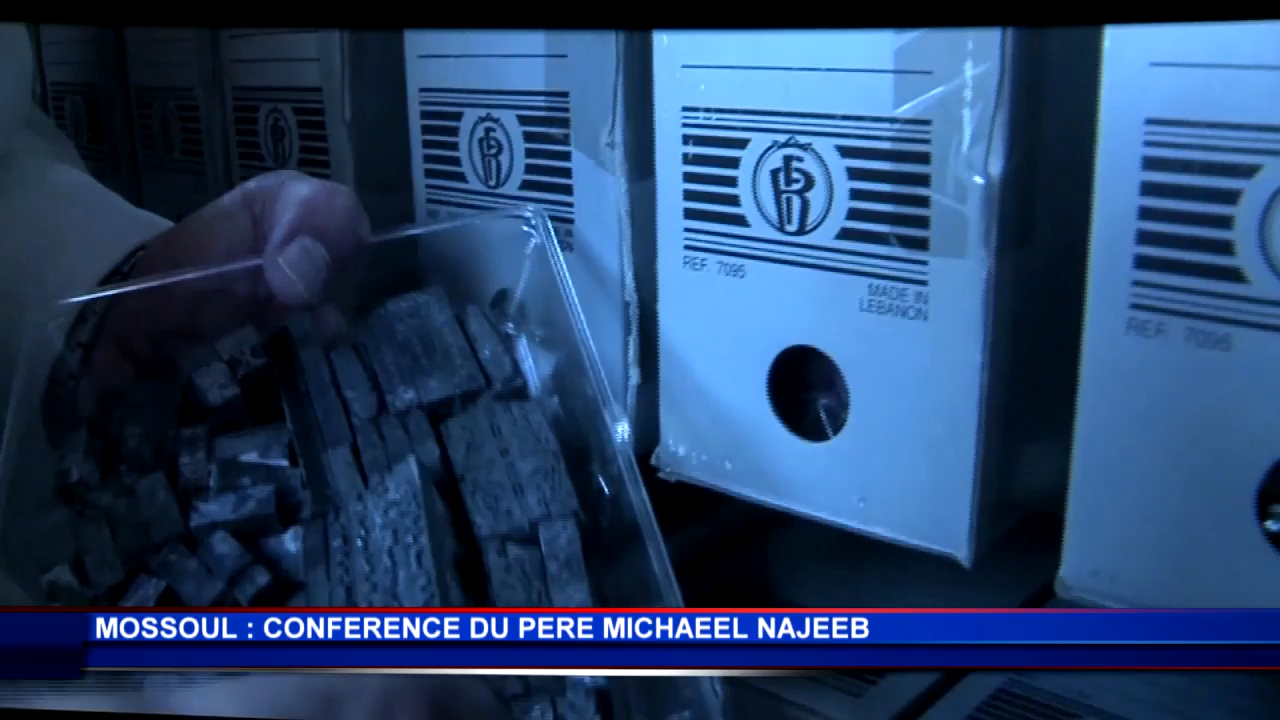 REF. 7095
MADE IN
LEBANON
REF. 7095
MOSSOUL : CONFERENCE DU PERE MICHAEEL NAJEEB